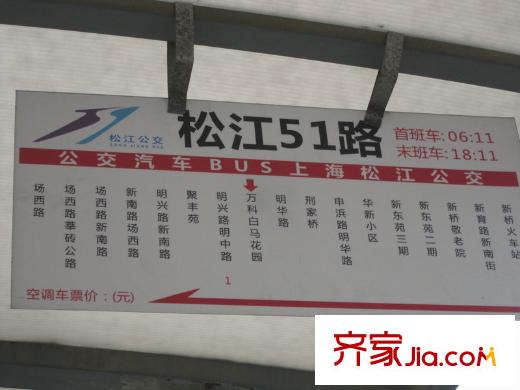 松江公交
SONG JIANG BUS
松江51路
首班车:06:11
末班车:18:11
公交汽车BUS上海松江公交
场西路
场西路莘砖公路
场西路新南路
新南路场西路
明兴路新南路
聚丰苑
明兴路明中路
万科白马花园
明华路
邢家桥
申浜路明华路
华新小区
新东苑三期
新东苑二期
新桥敬老院
新育路新南街
新桥火车站
1
空调车票价:(元)
齐家Jia.com